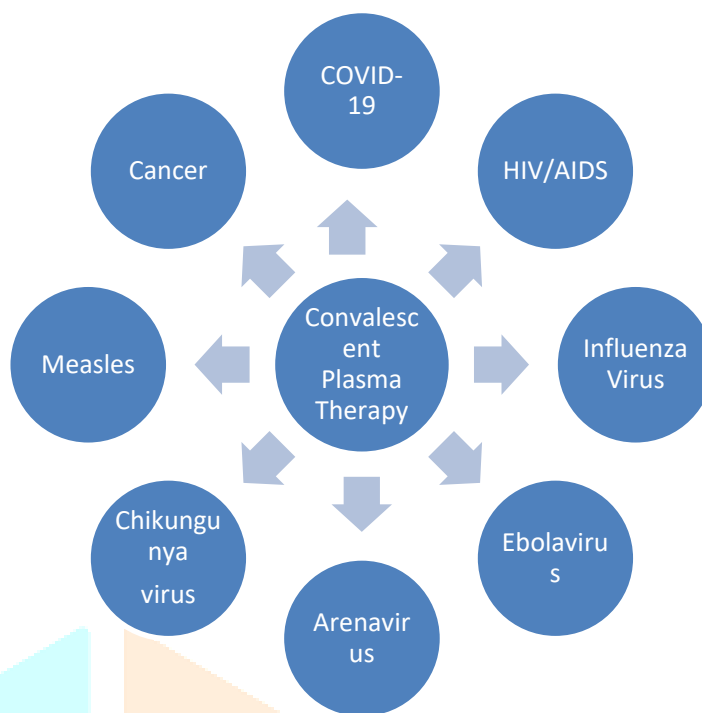 COVID-
19
HIV/AIDS
Influenza
Virus
Ebolaviru
s
Arenavir
us
Chikungu
nya
virus
Measles
Cancer
Convalesc
ent
Plasma
Therapy